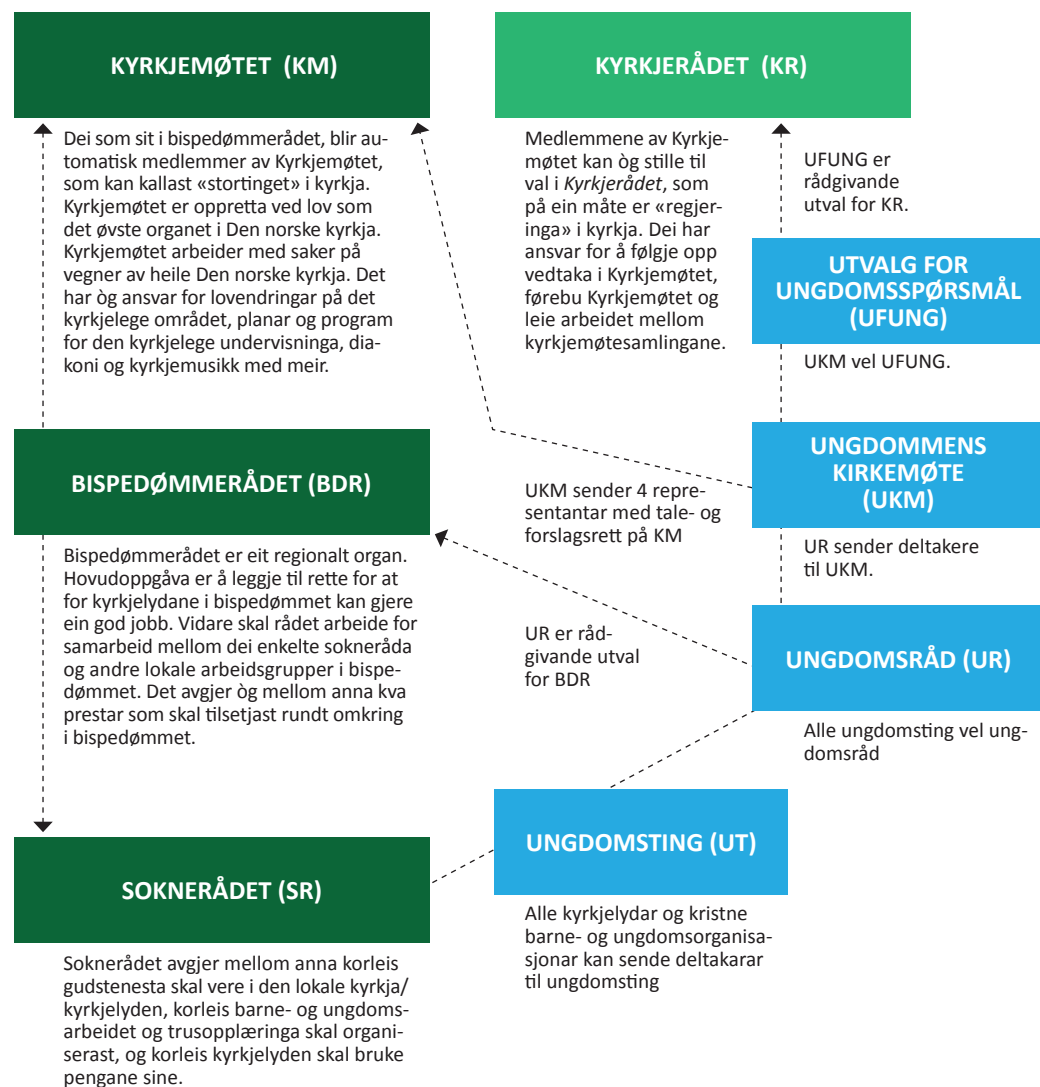 KYRKJEMØTET (KM)
Dei som sit i bispedømmerådet, blir au-
tomatisk medlemmer av Kyrkjemøtet,
som kan kallast «stortinget» i kyrkja.
Kyrkjemøtet er oppretta ved lov som
det øvste organet i Den norske kyrkja.
Kyrkjemøtet arbeider med saker på
vegner av heile Den norske kyrkja. Det
har òg ansvar for lovendringar på det
kyrkjelege området, planar og program
for den kyrkjelege undervisninga, dia-
koni og kyrkjemusikk med meir.
KYRKJERÅDET (KR)
Medlemmene av Kyrkje-
møtet kan òg stille til
val i Kyrkjerådet, som
på ein måte er «regjer-
inga» i kyrkja. Dei har
ansvar for å følgje opp
vedtaka i Kyrkjemøtet,
førebu Kyrkjemøtet og
leie arbeidet mellom
kyrkjemøtesamlingane.
UFUNG er
rådgivande
utval for KR.
UTVALG FOR
UNGDOMSSPØRSMÅL
(UFUNG)
UKM vel UFUNG.
BISPEDØMMERÅDET (BDR)
Bispedømmerådet er eit regionalt organ.
Hovudoppgåva er å leggje til rette for at
for kyrkjelydane i bispedømmet kan gjere
ein god jobb. Vidare skal rådet arbeide for
samarbeid mellom dei enkelte sokneråda
og andre lokale arbeidsgrupper i bispe-
dømmet. Det avgjer òg mellom anna kva
prestar som skal tilsetjast rundt omkring
i bispedømmet.
UKM sender 4 repre-
sentantar med tale- og
forslagsrett på KM
UNGDOMMENS
KIRKEMØTE
(UKM)
UR sender deltakere
til UKM.
UR er råd-
givande utval
for BDR
UNGDOMSRÅD (UR)
Alle ungdomsting vel ung-
domsråd
SOKNERÅDET (SR)
Soknerådet avgjer mellom anna korleis
gudstenesta skal vere i den lokale kyrkja/
kyrkjelyden, korleis barne- og ungdoms-
arbeidet og trusopplæringa skal organi-
serast, og korleis kyrkjelyden skal bruke
pengane sine.
UNGDOMSTING (UT)
Alle kyrkjelydar og kristne
barne- og ungdomsorganisa-
sjonar kan sende deltakarar
til ungdomsting